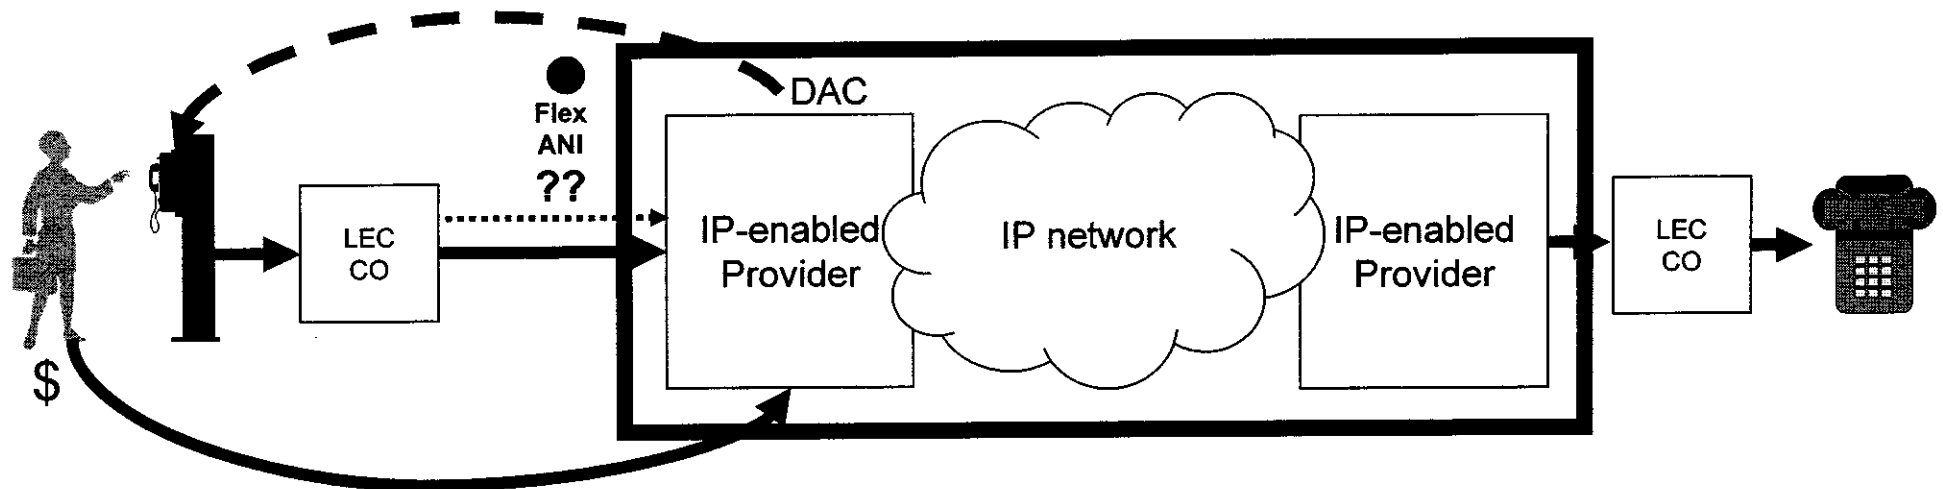 DAC
Flex
ANI
??
LEC
CO
IP-enabled
Provider
IP network
IP-enabled
Provider
LEC
CO
$